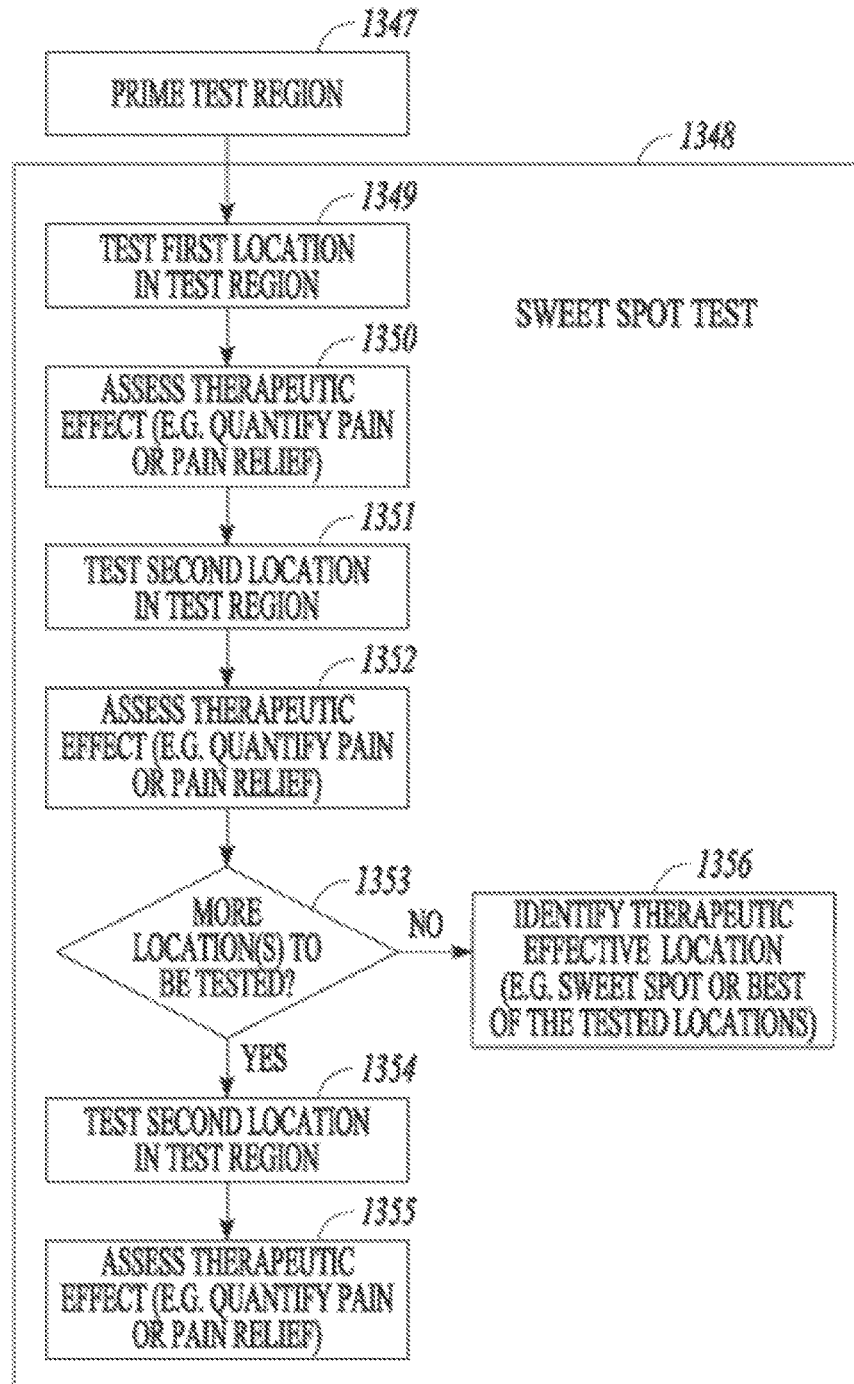 1347
PRIME TEST REGION
1348
1349
TEST FIRST LOCATION
IN TEST REGION
SWEET SPOT TEST
1350
ASSESS THERAPEUTIC
EFFECT (E.G. QUANTIFY PAIN
OR PAIN RELIEF)
1351
TEST SECOND LOCATION
IN TEST REGION
1352
ASSESS THERAPEUTIC
EFFECT (E.G. QUANTIFY PAIN
OR PAIN RELIEF)
1353
MORE
LOCATION(S) TO
BE TESTED?
NO
1356
IDENTIFY THERAPEUTIC
EFFECTIVE LOCATION
(E.G. SWEET SPOT OR BEST
OF THE TESTED LOCATIONS)
YES
1354
TEST SECOND LOCATION
IN TEST REGION
1355
ASSESS THERAPEUTIC
EFFECT (E.G. QUANTIFY PAIN
OR PAIN RELIEF)